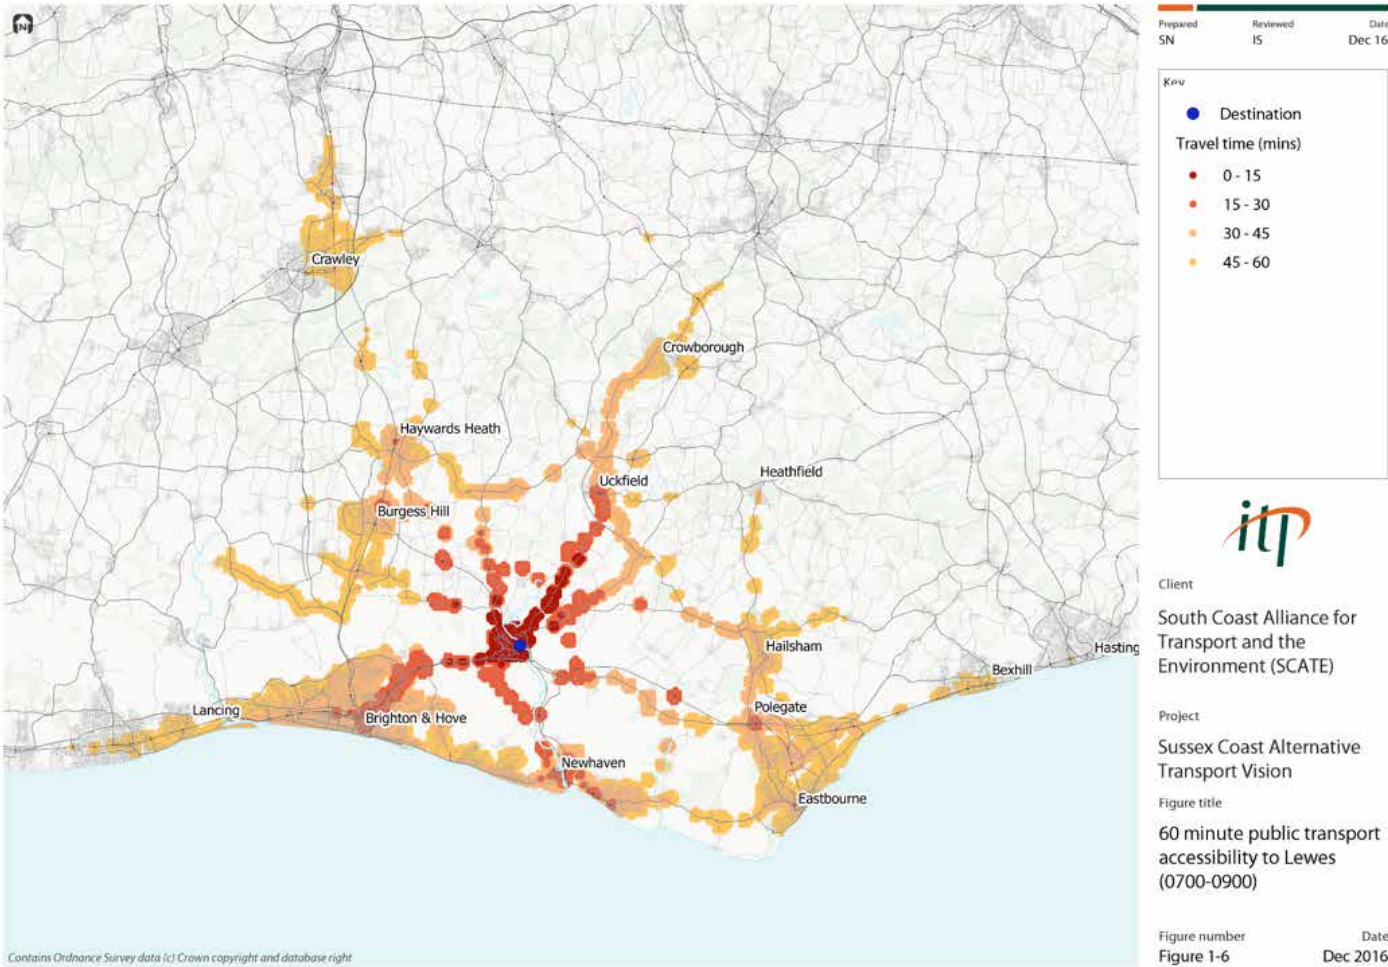 N
Crawley
Crowborough
Haywards Heath
Heathfield
Uckfield
Burgess Hill
Hasting
Hailsham
Bexhill
Lancing
Brighton & Hove
Polegate
Newhaven
Eastbourne
Contains Ordnance Survey data (c) Crown copyright and database right
Prepared Reviewed Date
SN IS Dec 16
Key
Destination
Travel time (mins)
0 - 15
15 - 30
30 - 45
45 - 60
itp
Client
South Coast Alliance for
Transport and the
Environment (SCATE)
Project
Sussex Coast Alternative
Transport Vision
Figure title
60 minute public transport
accessibility to Lewes
(0700-0900)
Figure number Date
Figure 1-6 Dec 2016